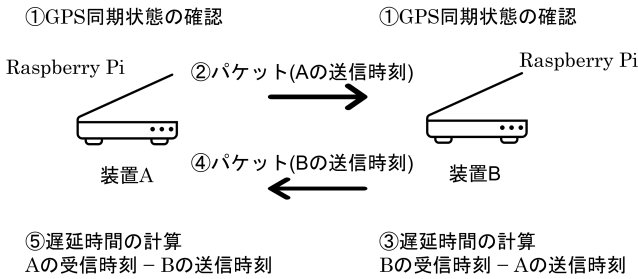 ①GPS同期状態の確認
①GPS同期状態の確認
Raspberry Pi
②パケット(Aの送信時刻)
Raspberry Pi
装置A
④パケット(Bの送信時刻)
装置B
⑤遅延時間の計算
Aの受信時刻 − Bの送信時刻
③遅延時間の計算
Bの受信時刻 − Aの送信時刻